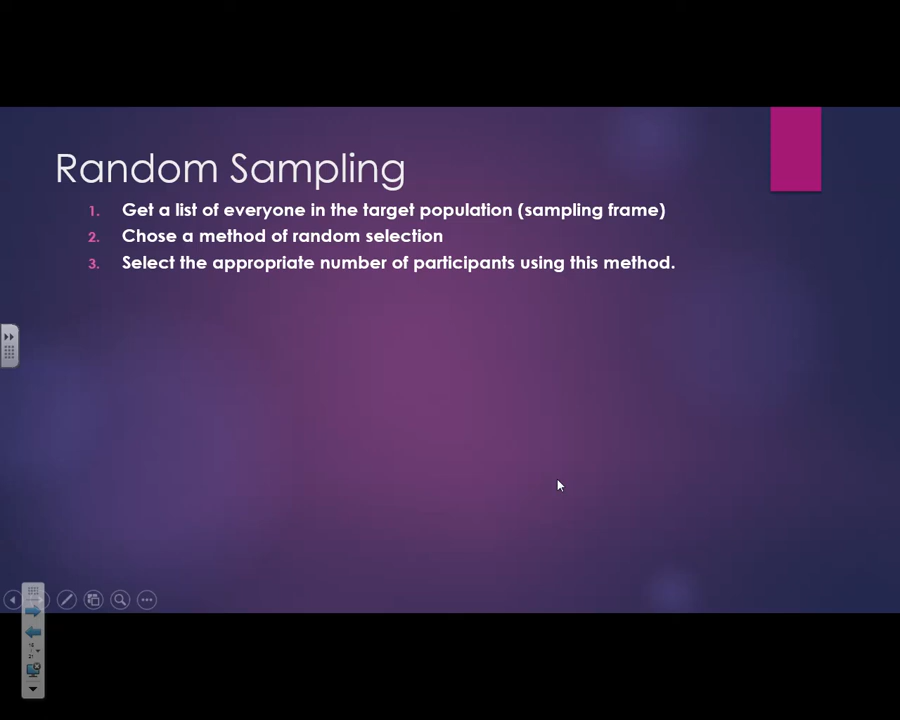 Random Sampling
1. Get a list of everyone in the target population (sampling frame)
2. Chose a method of random selection
3. Select the appropriate number of participants using this method.